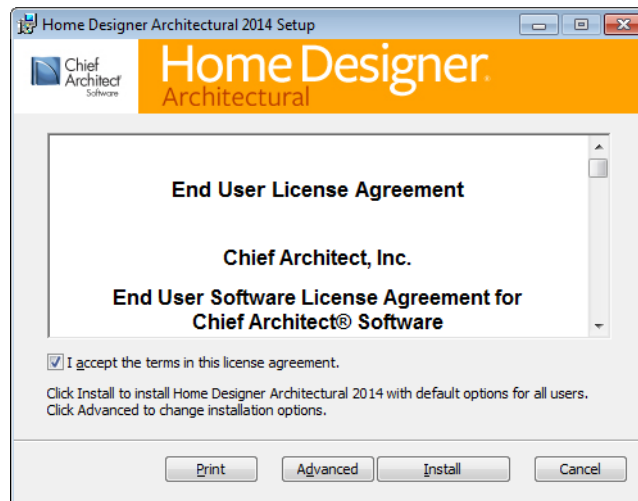 Home Designer Architectural 2014 Setup
Chief
Architect
Software
Home Designer®
Architectural
End User License Agreement
Chief Architect, Inc.
End User Software License Agreement for
Chief Architect® Software
I accept the terms in this license agreement.
Click Install to install Home Designer Architectural 2014 with default options for all users.
Click Advanced to change installation options.
Print
Advanced
Install
Cancel